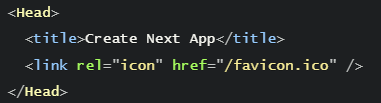 <Head>
<title>Create Next App</title>
<link rel="icon" href="/favicon.ico" />
</Head>